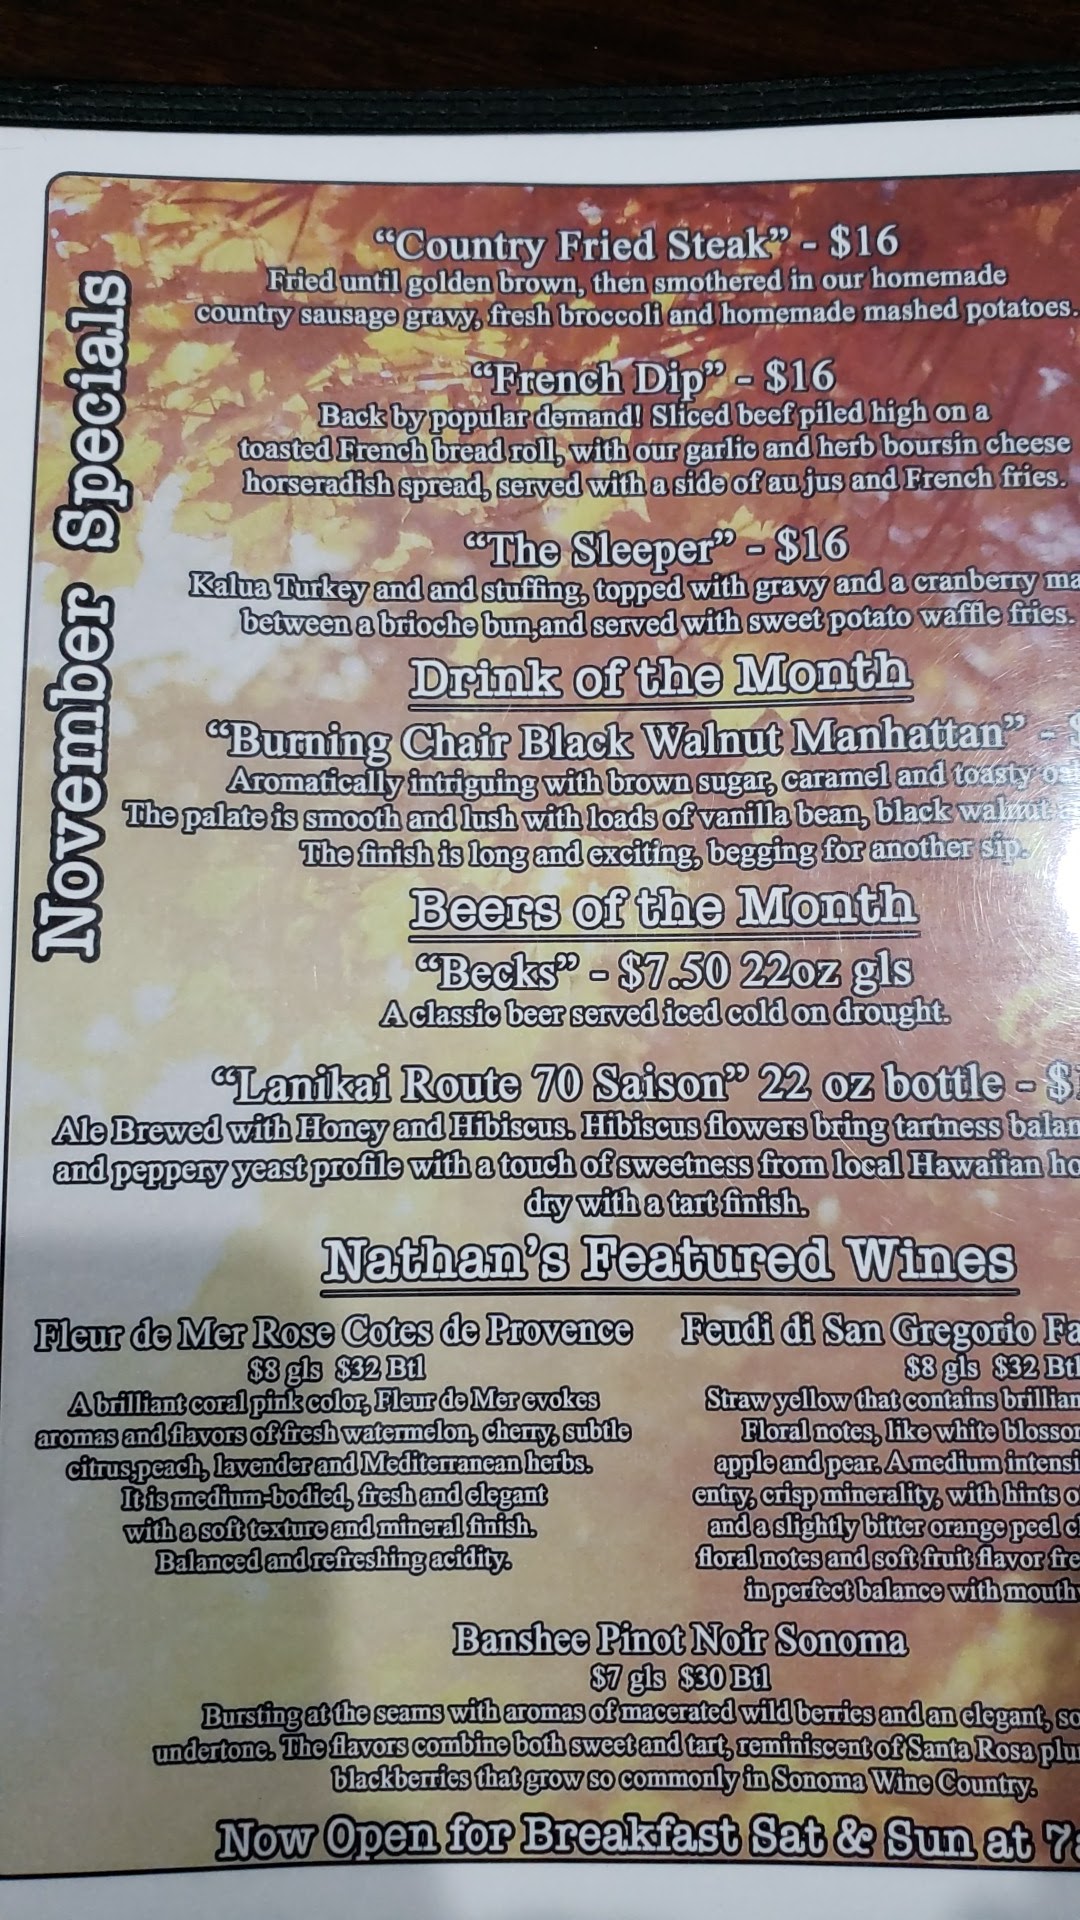 November Specials
“Country Fried Steak” - $16
Fried until golden brown, then smothered in our homemade
country sausage gravy, fresh broccoli and homemade mashed potatoes.
“French Dip” - $16
Back by popular demand! Sliced beef piled high on a
toasted French bread roll, with our garlic and herb boursin cheese
horseradish spread, served with a side of au jus and French fries.
“The Sleeper” - $16
Kalua Turkey and and stuffing, topped with gravy and a cranberry
between a brioche bun,and served with sweet potato waffle fries.
Drink of the Month
“Burning Chair Black Walnut Manhattan” -
Aromatically intriguing with brown sugar, caramel and toasty
The palate is smooth and lush with loads of vanilla bean, black walnut
The finish is long and exciting, begging for another sip.
Beers of the Month
“Becks” - $7.50 22oz gls
A classic beer served iced cold on drought.
“Lanikai Route 70 Saison” 22 oz bottle -
Ale Brewed with Honey and Hibiscus. Hibiscus flowers bring tartness
and peppery yeast profile with a touch of sweetness from local Hawaiian
dry with a tart finish.
Nathan’s Featured Wines
Fleur de Mer Rose Cotes de Provence
$8 gls $32 Btl
A brilliant coral pink color, Fleur de Mer evokes
aromas and flavors of fresh watermelon, cherry, subtle
citrus,peach, lavender and Mediterranean herbs.
It is medium-bodied, fresh and elegant
with a soft texture and mineral finish.
Balanced and refreshing acidity.
Feudi di San Gregorio
$8 gls $32 Btl
Straw yellow that contains
Floral notes, like white
apple and pear. A medium
entry, crisp minerality, with hints
and a slightly bitter orange peel
floral notes and soft fruit flavor
in perfect balance with
Banshee Pinot Noir Sonoma
$7 gls $30 Btl
Bursting at the seams with aromas of macerated wild berries and an elegant,
undertone. The flavors combine both sweet and tart, reminiscent of Santa Rosa
blackberries that grow so commonly in Sonoma Wine Country.
Now Open for Breakfast Sat & Sun at